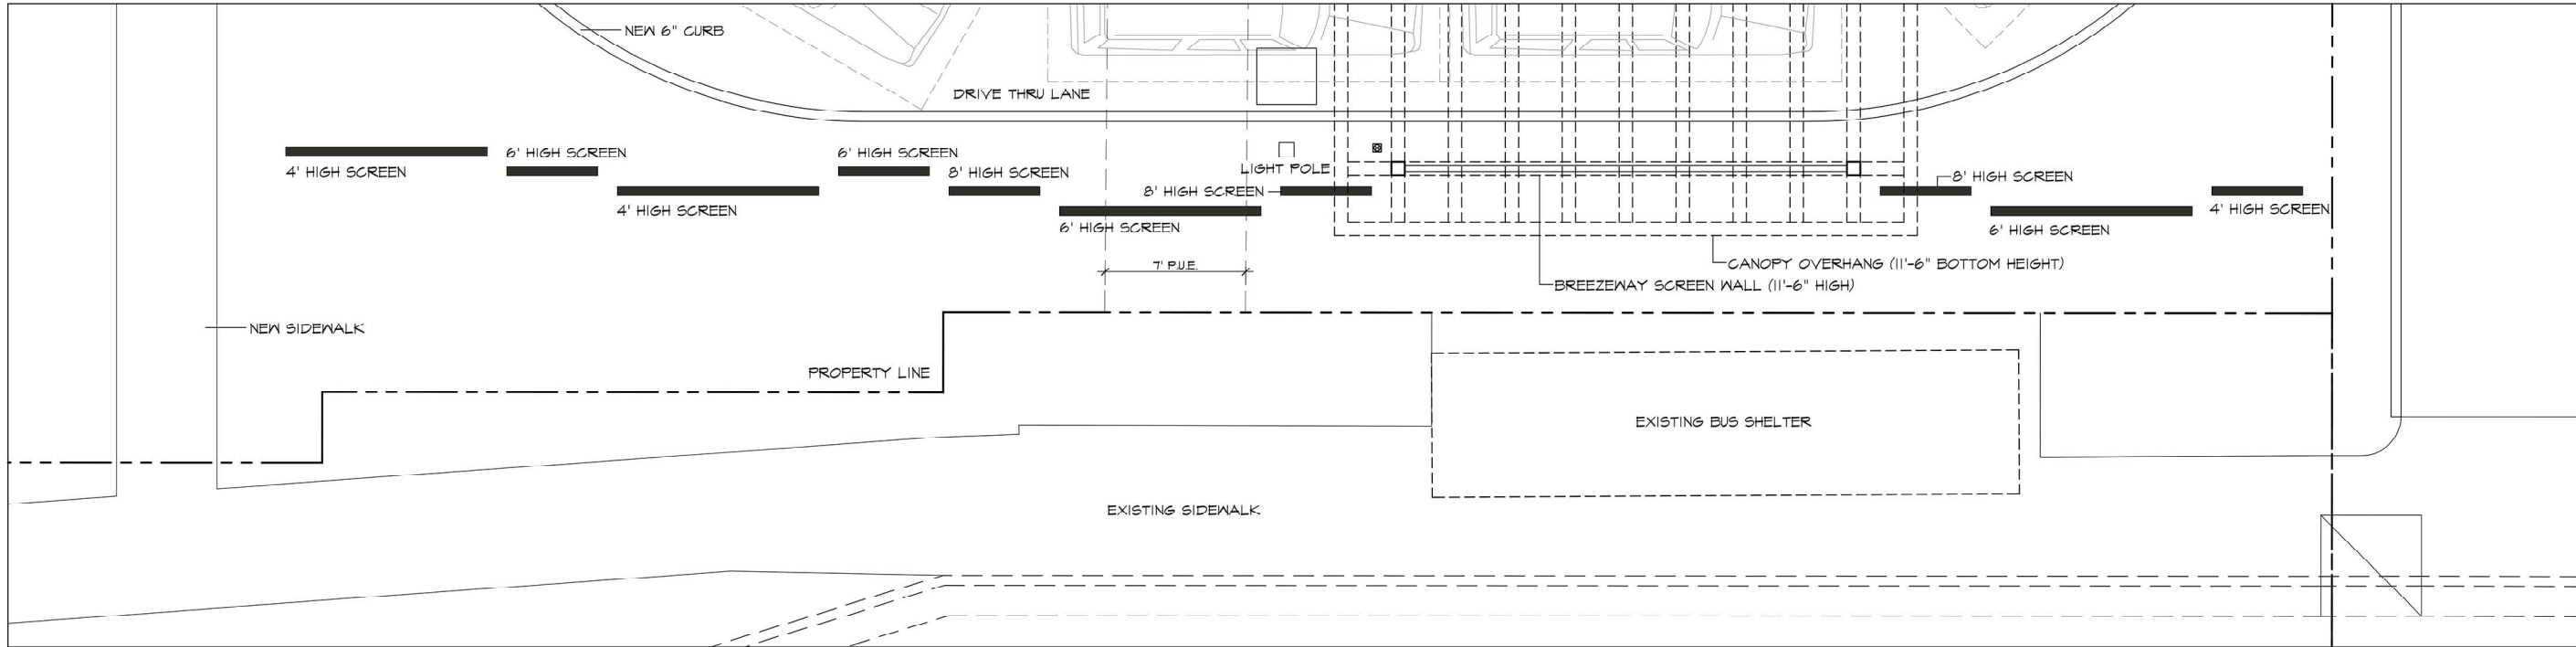 NEW 6" CURB
DRIVE THRU LANE
6' HIGH SCREEN
6' HIGH SCREEN
4' HIGH SCREEN
8' HIGH SCREEN
LIGHT POLE
8' HIGH SCREEN
8' HIGH SCREEN
4' HIGH SCREEN
4' HIGH SCREEN
6' HIGH SCREEN
6' HIGH SCREEN
7' P.U.E.
CANOPY OVERHANG (11'-6" BOTTOM HEIGHT)
BREEZEWAY SCREEN WALL (11'-6" HIGH)
NEW SIDEWALK
PROPERTY LINE
EXISTING BUS SHELTER
EXISTING SIDEWALK